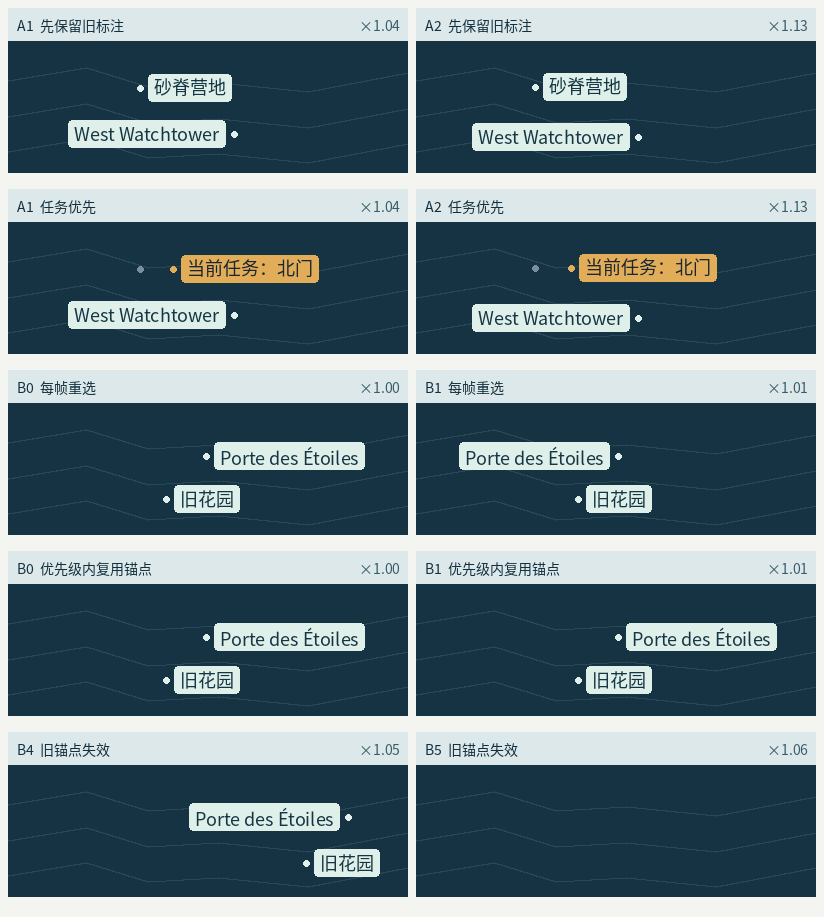 A1 先保留旧标注 ×1.04
砂脊营地
West Watchtower
A2 先保留旧标注 ×1.13
砂脊营地
West Watchtower
A1 任务优先 ×1.04
当前任务：北门
West Watchtower
A2 任务优先 ×1.13
当前任务：北门
West Watchtower
B0 每帧重选 ×1.00
Porte des Étoiles
旧花园
B1 每帧重选 ×1.01
Porte des Étoiles
旧花园
B0 优先级内复用锚点 ×1.00
Porte des Étoiles
旧花园
B1 优先级内复用锚点 ×1.01
Porte des Étoiles
旧花园
B4 旧锚点失效 ×1.05
Porte des Étoiles
旧花园
B5 旧锚点失效 ×1.06